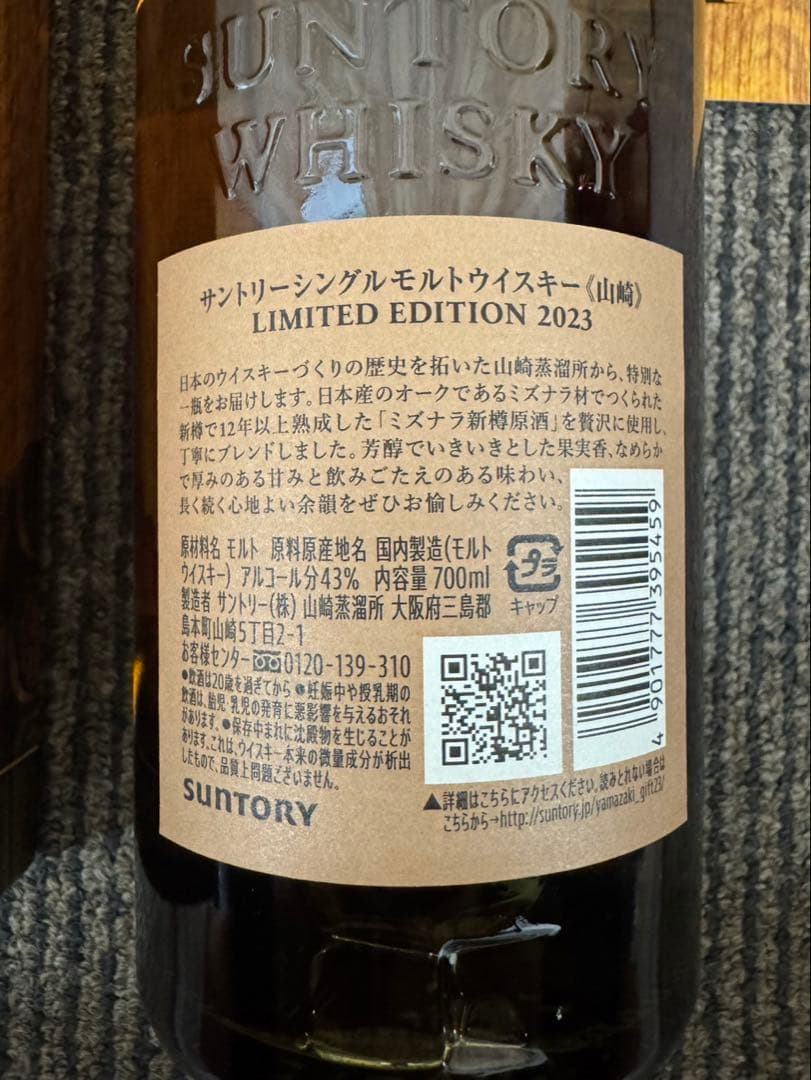 SUNTORY
WHISKY
サントリーシングルモルトウイスキー《山崎》
LIMITED EDITION 2023
日本のウイスキーづくりの歴史を拓いた山崎蒸溜所から、特別な
一瓶をお届けします。日本産のオークであるミズナラ材でつくられた
新樽で12年以上熟成した「ミズナラ新樽原酒」を贅沢に使用し、
丁寧にブレンドしました。芳醇でいきいきとした果実香、なめらか
で厚みのある甘みと飲みごたえのある味わい、
長く続く心地よい余韻をぜひお愉しみください。
原材料名 モルト 原料原産地名 国内製造(モルト
ウイスキー) アルコール分43% 内容量700ml
製造者 サントリー(株) 山崎蒸溜所 大阪府三島郡
島本町山崎5丁目2-1
お客様センター 0120-139-310
●飲酒は20歳を過ぎてから ●妊娠中や授乳期の
飲酒は、胎児・乳児の発育に悪影響を与えるおそれ
があります。●保存中まれに沈殿物を生じることが
あります。これは、ウイスキー本来の微量成分が析出
したもので、品質上問題ございません。
SUNTORY
プラ
キャップ
4901777395459
▲詳細はこちらにアクセスください。読みとれない場合は
こちらから→http://suntory.jp/yamazaki_gift23/